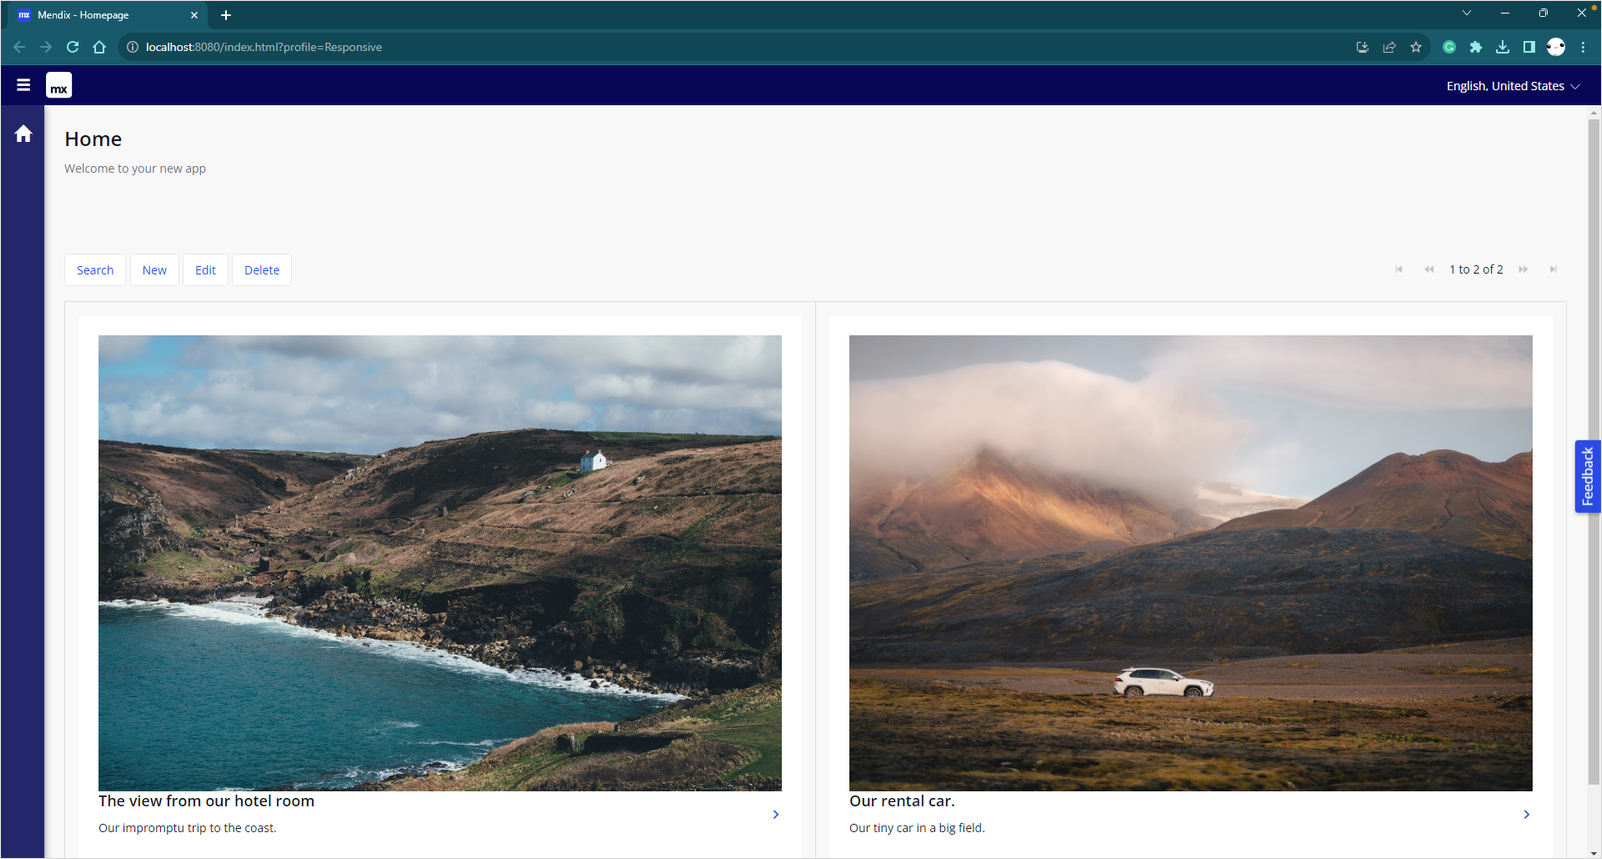 mx Mendix - Homepage
localhost:8080/index.html?profile=Responsive
mx
English, United States
Home
Welcome to your new app
Search New Edit Delete
1 to 2 of 2
Feedback
The view from our hotel room
Our impromptu trip to the coast.
Our rental car.
Our tiny car in a big field.